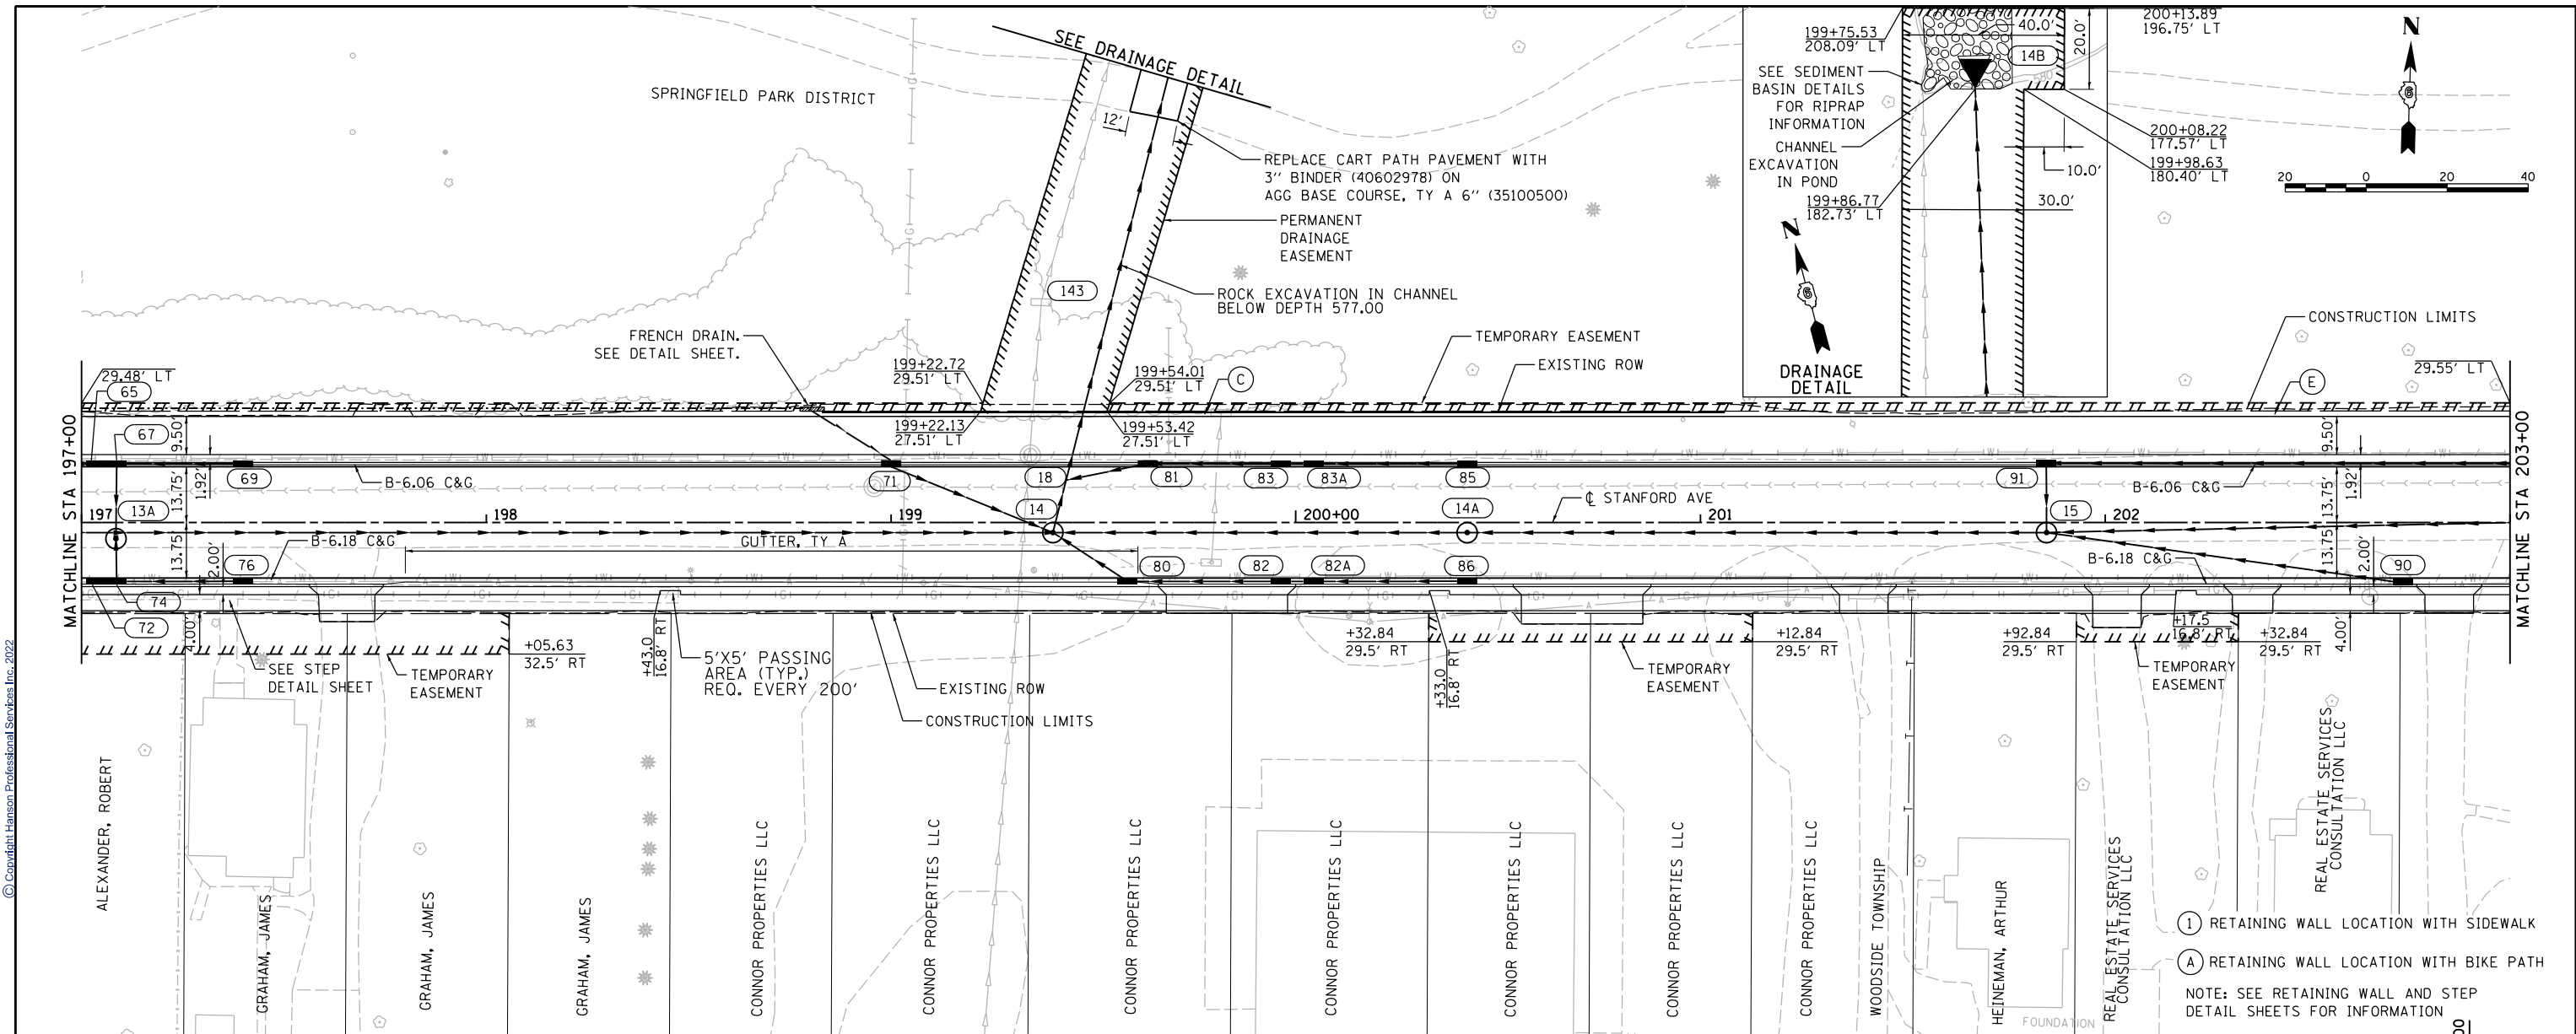 SPRINGFIELD PARK DISTRICT
SEE DRAINAGE DETAIL
12'
REPLACE CART PATH PAVEMENT WITH
3'' BINDER (40602978) ON
AGG BASE COURSE, TY A 6'' (35100500)
PERMANENT
DRAINAGE
EASEMENT
143
ROCK EXCAVATION IN CHANNEL
BELOW DEPTH 577.00
199+75.53
208.09' LT
40.0'
20.0'
200+13.89
196.75' LT
14B
580
SEE SEDIMENT
BASIN DETAILS
FOR RIPRAP
INFORMATION
CHANNEL
EXCAVATION
IN POND
200+08.22
177.57' LT
199+98.63
180.40' LT
10.0'
199+86.77
182.73' LT
30.0'
N
6
DRAINAGE
DETAIL
N
6
20 0 20 40
FRENCH DRAIN.
SEE DETAIL SHEET.
199+22.72
29.51' LT
199+54.01
29.51' LT
C
TEMPORARY EASEMENT
EXISTING ROW
CONSTRUCTION LIMITS
E
29.55' LT
29.48' LT
65
199+22.13
27.51' LT
199+53.42
27.51' LT
MATCHLINE STA 197+00
67
9.50'
69
B-6.06 C&G
13.75'
1.92'
71
18
81
83
83A
85
91
B-6.06 C&G
9.50'
13.75'
1.92'
MATCHLINE STA 203+00
197
13A
198
199
14
200+00
14A
℄ STANFORD AVE
201
15
202
B-6.18 C&G
GUTTER, TY A
13.75'
2.00'
76
80
82
82A
86
B-6.18 C&G
13.75'
2.00'
90
74
72
4.00'
SEE STEP
DETAIL SHEET
TEMPORARY
EASEMENT
+05.63
32.5' RT
+43.0
16.8' RT
5'X5' PASSING
AREA (TYP.)
REQ. EVERY 200'
EXISTING ROW
CONSTRUCTION LIMITS
+32.84
29.5' RT
+33.0
16.8' RT
TEMPORARY
EASEMENT
+12.84
29.5' RT
+92.84
29.5' RT
+17.5
16.8' RT
TEMPORARY
EASEMENT
+32.84
29.5' RT
4.00'
ALEXANDER, ROBERT
GRAHAM, JAMES
GRAHAM, JAMES
GRAHAM, JAMES
CONNOR PROPERTIES LLC
CONNOR PROPERTIES LLC
CONNOR PROPERTIES LLC
CONNOR PROPERTIES LLC
CONNOR PROPERTIES LLC
CONNOR PROPERTIES LLC
CONNOR PROPERTIES LLC
WOODSIDE TOWNSHIP
HEINEMAN, ARTHUR
FOUNDATION
REAL ESTATE SERVICES
CONSULTATION LLC
REAL ESTATE SERVICES
CONSULTATION LLC
1 RETAINING WALL LOCATION WITH SIDEWALK
A RETAINING WALL LOCATION WITH BIKE PATH
NOTE: SEE RETAINING WALL AND STEP
DETAIL SHEETS FOR INFORMATION
© Copyright Hanson Professional Services Inc. 2022